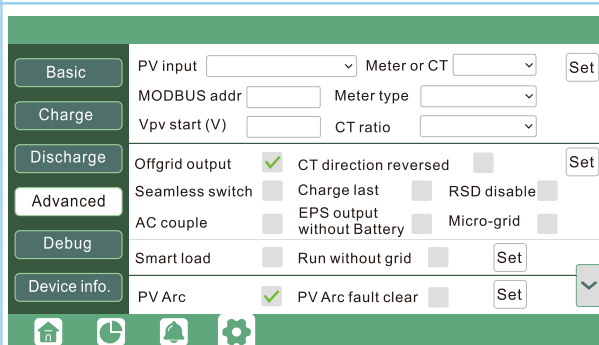 Basic
Charge
Discharge
Advanced
Debug
Device info.
PV input Meter or CT Set
MODBUS addr Meter type
Vpv start (V) CT ratio
Offgrid output CT direction reversed Set
Seamless switch Charge last RSD disable
AC couple EPS output without Battery Micro-grid
Smart load Run without grid Set
PV Arc PV Arc fault clear Set